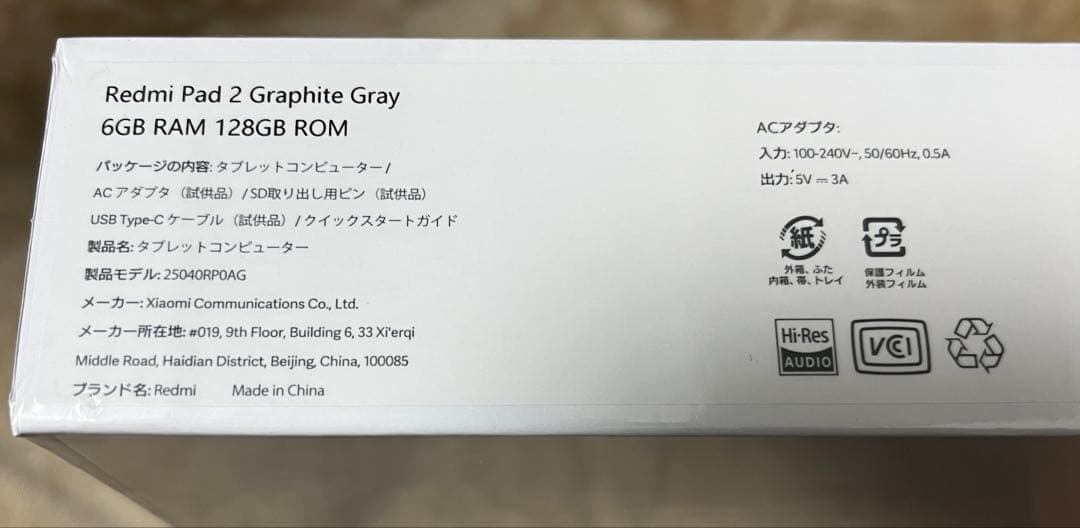 Redmi Pad 2 Graphite Gray
6GB RAM 128GB ROM
パッケージの内容: タブレットコンピューター /
AC アダプタ（試供品）/ SD取り出し用ピン（試供品）
USB Type-C ケーブル（試供品）/ クイックスタートガイド
製品名: タブレットコンピューター
製品モデル: 25040RP0AG
メーカー: Xiaomi Communications Co., Ltd.
メーカー所在地: #019, 9th Floor, Building 6, 33 Xi'erqi
Middle Road, Haidian District, Beijing, China, 100085
ブランド名: Redmi Made in China
ACアダプタ:
入力: 100-240V~, 50/60Hz, 0.5A
出力: 5V⎓3A
紙
外箱、ふた
内箱、帯、トレイ
プラ
保護フィルム
外装フィルム
Hi-Res
AUDIO
VCCI